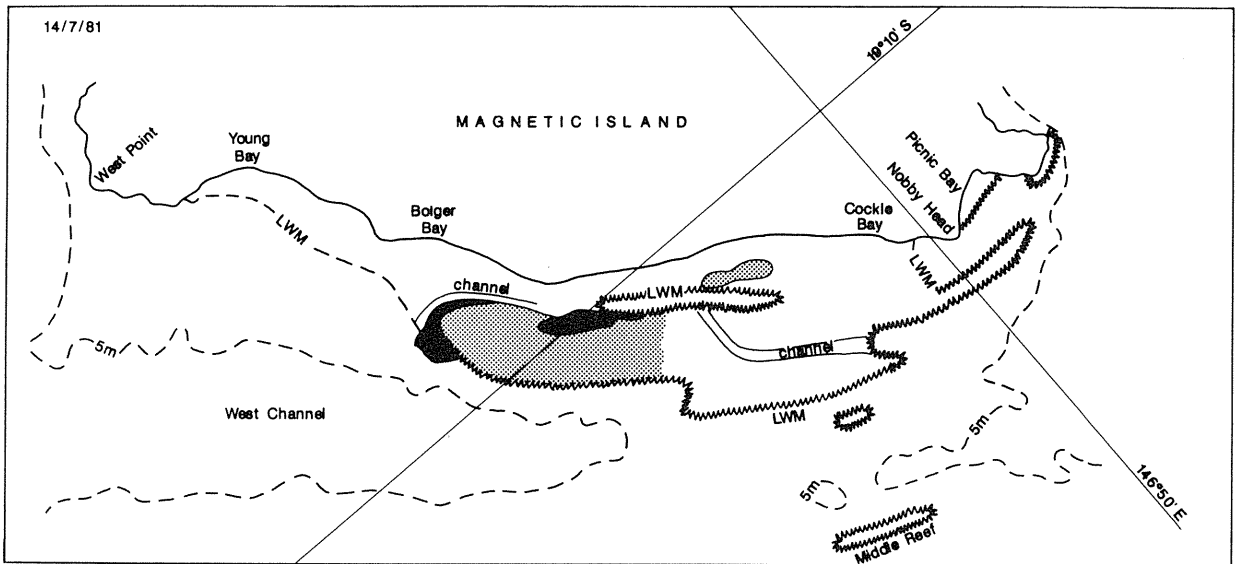 14/7/81
19°10' S
MAGNETIC ISLAND
West Point
Young
Bay
Picnic Bay
Nobby Head
Bolger
Bay
Cockle
Bay
LWM
LWM
channel
LWM
5m
channel
West Channel
LWM
5m
5m
146°50' E
Middle Reef